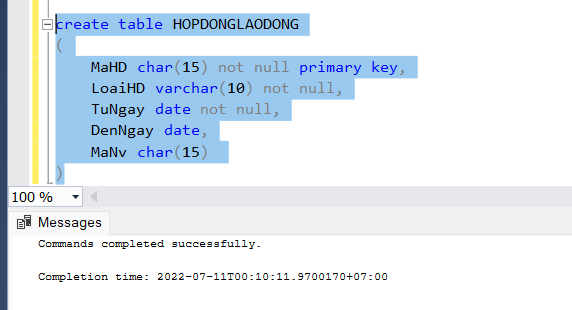 create table HOPDONGLAODONG
(
MaHD char(15) not null primary key,
LoaiHD varchar(10) not null,
TuNgay date not null,
DenNgay date,
MaNv char(15)
)
100 %
Messages
Commands completed successfully.
Completion time: 2022-07-11T00:10:11.9700170+07:00